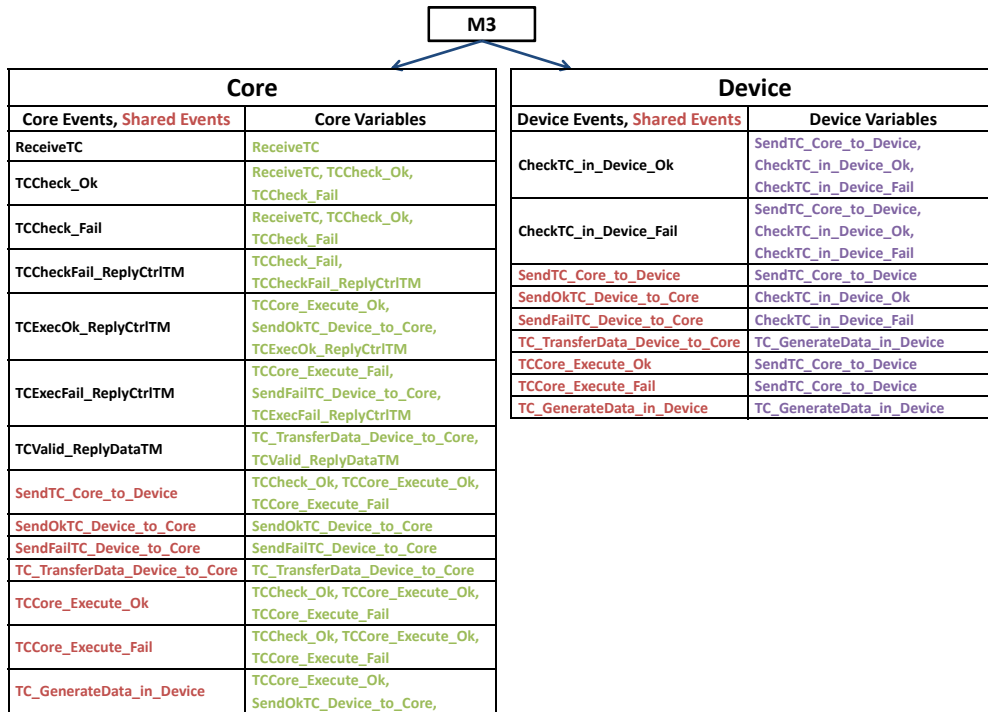 M3
Core
Core Events, Shared Events
Core Variables
ReceiveTC
ReceiveTC
TCCheck_Ok
ReceiveTC, TCCheck_Ok,
TCCheck_Fail
TCCheck_Fail
ReceiveTC, TCCheck_Ok,
TCCheck_Fail
TCCheckFail_ReplyCtrlTM
TCCheck_Fail,
TCCheckFail_ReplyCtrlTM
TCExecOk_ReplyCtrlTM
TCCore_Execute_Ok,
SendOkTC_Device_to_Core,
TCExecOk_ReplyCtrlTM
TCExecFail_ReplyCtrlTM
TCCore_Execute_Fail,
SendFailTC_Device_to_Core,
TCExecFail_ReplyCtrlTM
TCValid_ReplyDataTM
TC_TransferData_Device_to_Core,
TCValid_ReplyDataTM
SendTC_Core_to_Device
TCCheck_Ok, TCCore_Execute_Ok,
TCCore_Execute_Fail
SendOkTC_Device_to_Core
SendOkTC_Device_to_Core
SendFailTC_Device_to_Core
SendFailTC_Device_to_Core
TC_TransferData_Device_to_Core
TC_TransferData_Device_to_Core
TCCore_Execute_Ok
TCCheck_Ok, TCCore_Execute_Ok,
TCCore_Execute_Fail
TCCore_Execute_Fail
TCCheck_Ok, TCCore_Execute_Ok,
TCCore_Execute_Fail
TC_GenerateData_in_Device
TCCore_Execute_Ok,
SendOkTC_Device_to_Core,
Device
Device Events, Shared Events
Device Variables
CheckTC_in_Device_Ok
SendTC_Core_to_Device,
CheckTC_in_Device_Ok,
CheckTC_in_Device_Fail
CheckTC_in_Device_Fail
SendTC_Core_to_Device,
CheckTC_in_Device_Ok,
CheckTC_in_Device_Fail
SendTC_Core_to_Device
SendTC_Core_to_Device
SendOkTC_Device_to_Core
CheckTC_in_Device_Ok
SendFailTC_Device_to_Core
CheckTC_in_Device_Fail
TC_TransferData_Device_to_Core
TC_GenerateData_in_Device
TCCore_Execute_Ok
SendTC_Core_to_Device
TCCore_Execute_Fail
SendTC_Core_to_Device
TC_GenerateData_in_Device
TC_GenerateData_in_Device